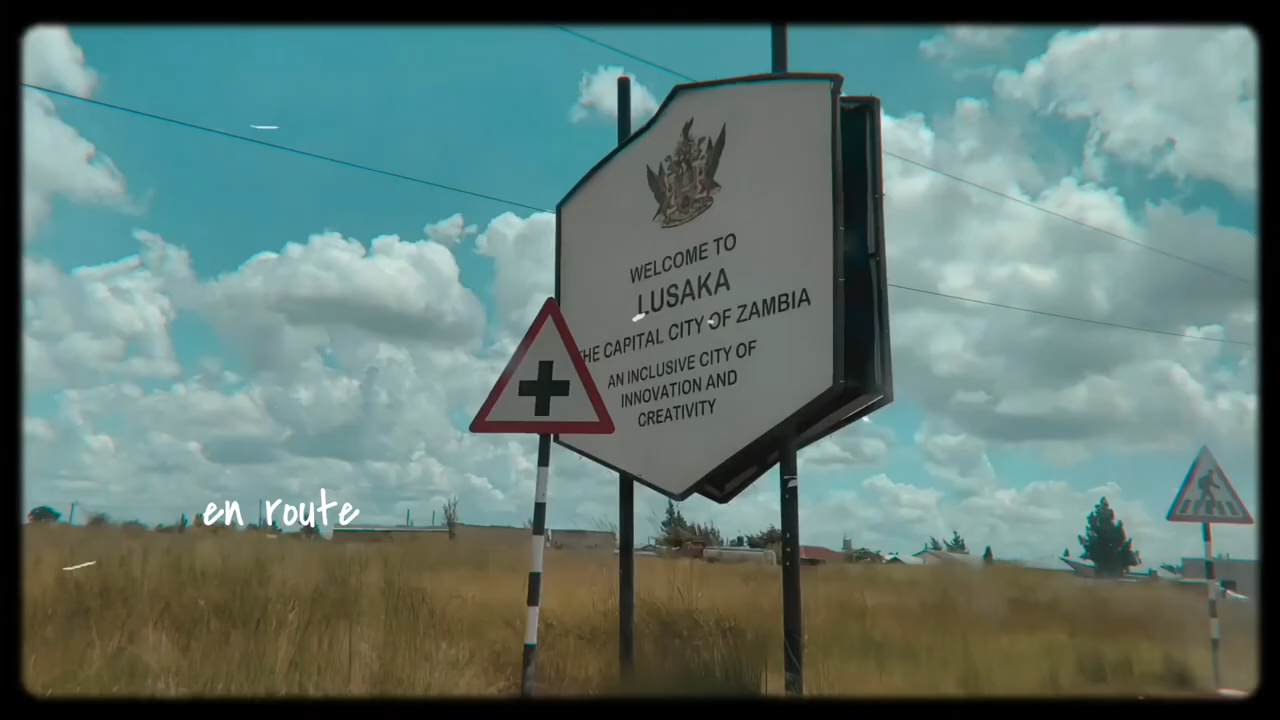 WELCOME TO
LUSAKA
THE CAPITAL CITY OF ZAMBIA
AN INCLUSIVE CITY OF
INNOVATION AND
CREATIVITY
en route